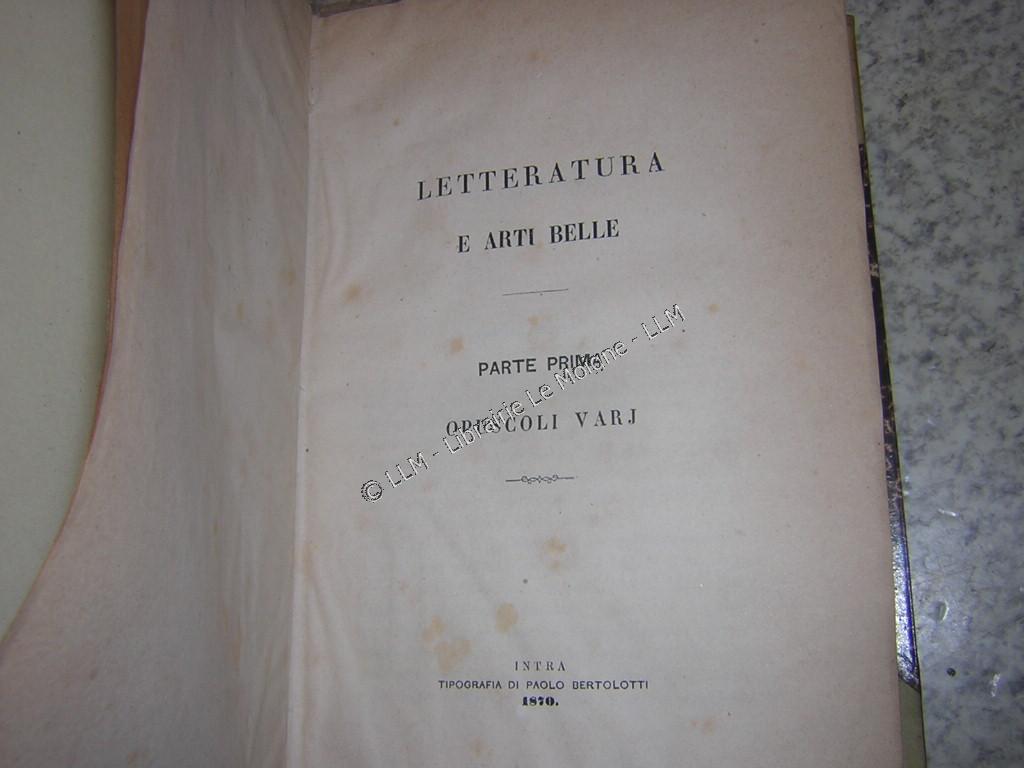 LETTERATURA
E ARTI BELLE
PARTE PRIMA
OPUSCOLI VARJ
© LLM - Librairie Le Moigne - LLM
INTRA
TIPOGRAFIA DI PAOLO BERTOLOTTI
1870.